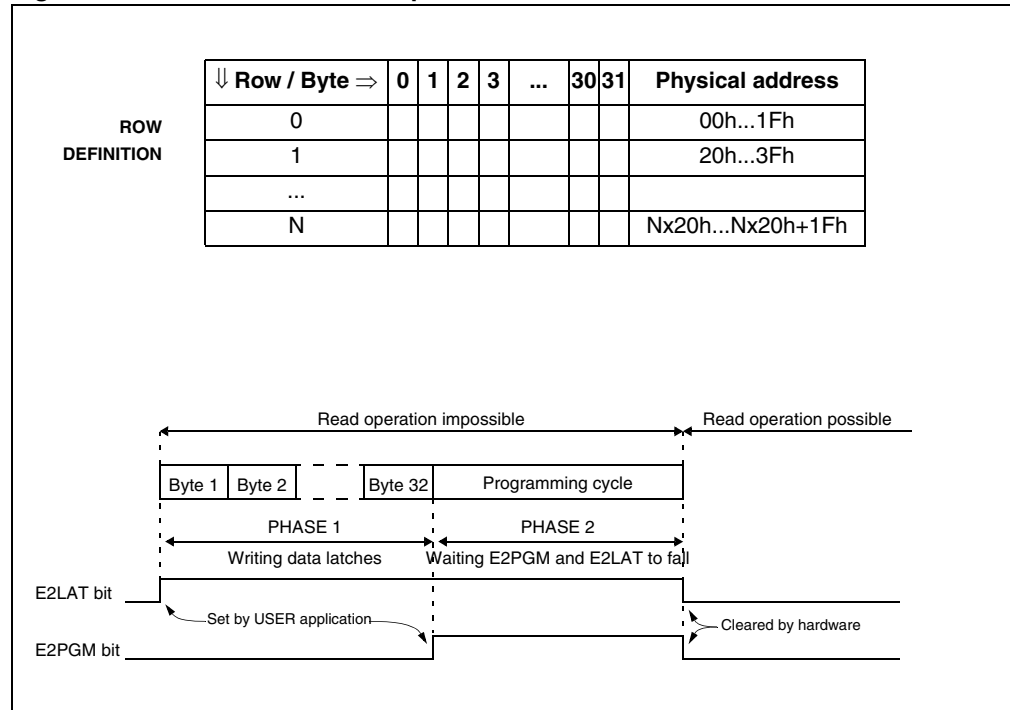 ⇓ Row / Byte ⇒ 0 1 2 3 ... 30 31 Physical address
ROW DEFINITION
0 00h...1Fh
1 20h...3Fh
...
N Nx20h...Nx20h+1Fh
Read operation impossible Read operation possible
Byte 1 Byte 2 Byte 32 Programming cycle
PHASE 1 PHASE 2
Writing data latches Waiting E2PGM and E2LAT to fall
E2LAT bit
Set by USER application Cleared by hardware
E2PGM bit